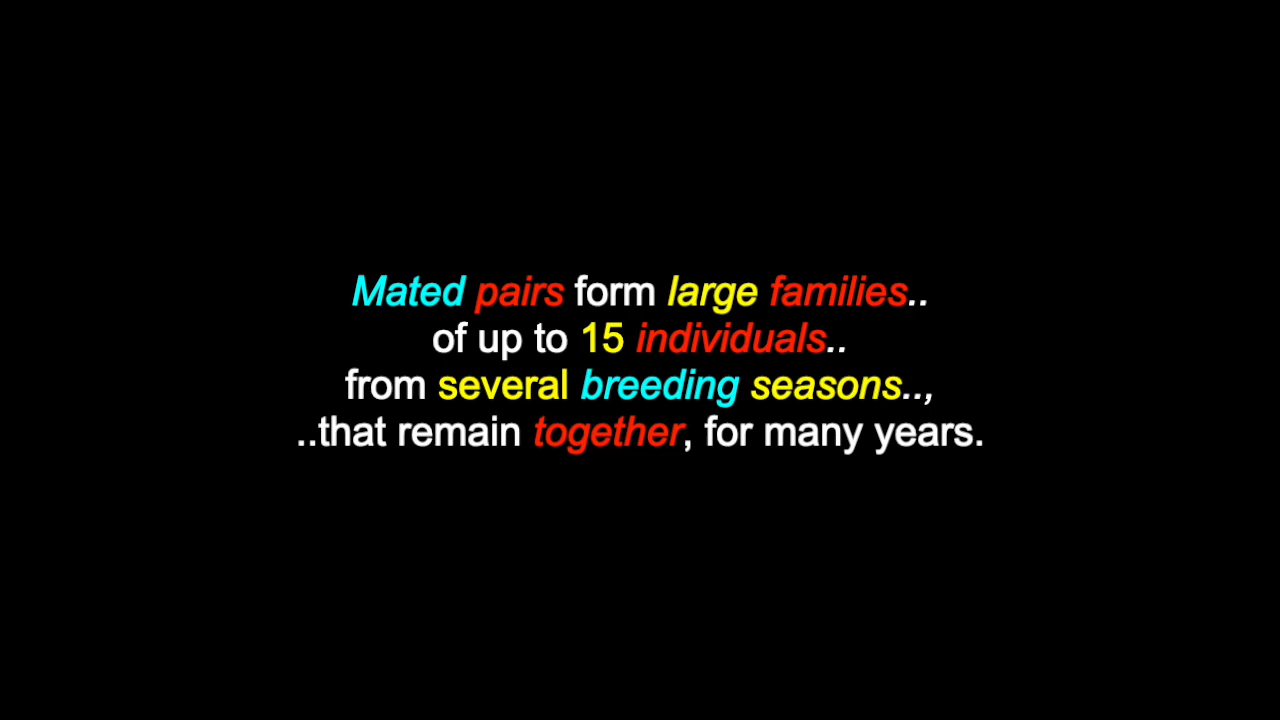 Mated pairs form large families..
of up to 15 individuals..
from several breeding seasons..,
..that remain together, for many years.